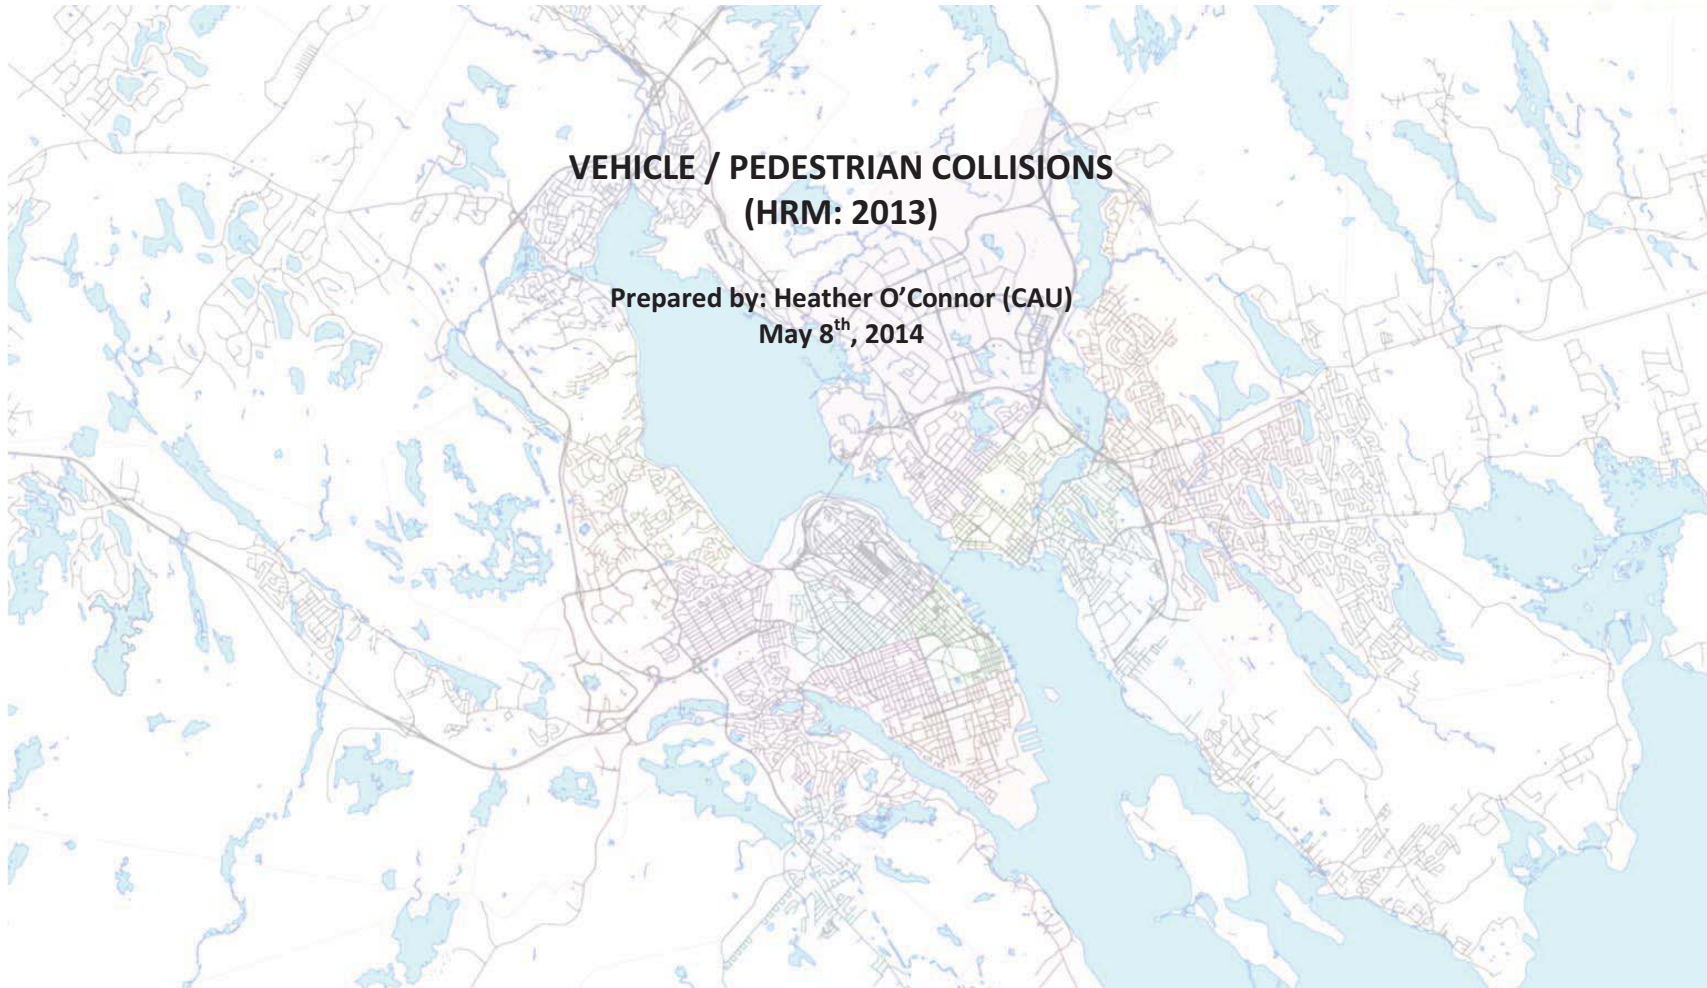 VEHICLE / PEDESTRIAN COLLISIONS
(HRM: 2013)
Prepared by: Heather O’Connor (CAU)
May 8th, 2014